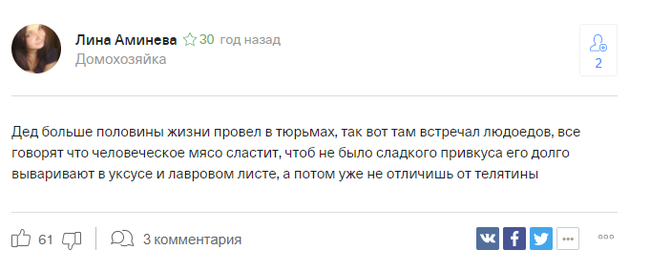 Лина Аминева 30 год назад
Домохозяйка
2
Дед больше половины жизни провел в тюрьмах, так вот там встречал людоедов, все
говорят что человеческое мясо сластит, чтоб не было сладкого привкуса его долго
вываривают в уксусе и лавровом листе, а потом уже не отличишь от телятины
61 3 комментария